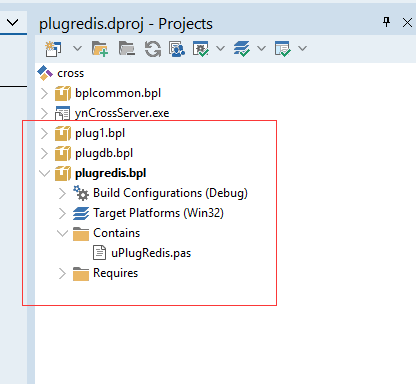 plugredis.dproj - Projects
cross
bplcommon.bpl
ynCrossServer.exe
plug1.bpl
plugdb.bpl
plugredis.bpl
Build Configurations (Debug)
Target Platforms (Win32)
Contains
uPlugRedis.pas
Requires